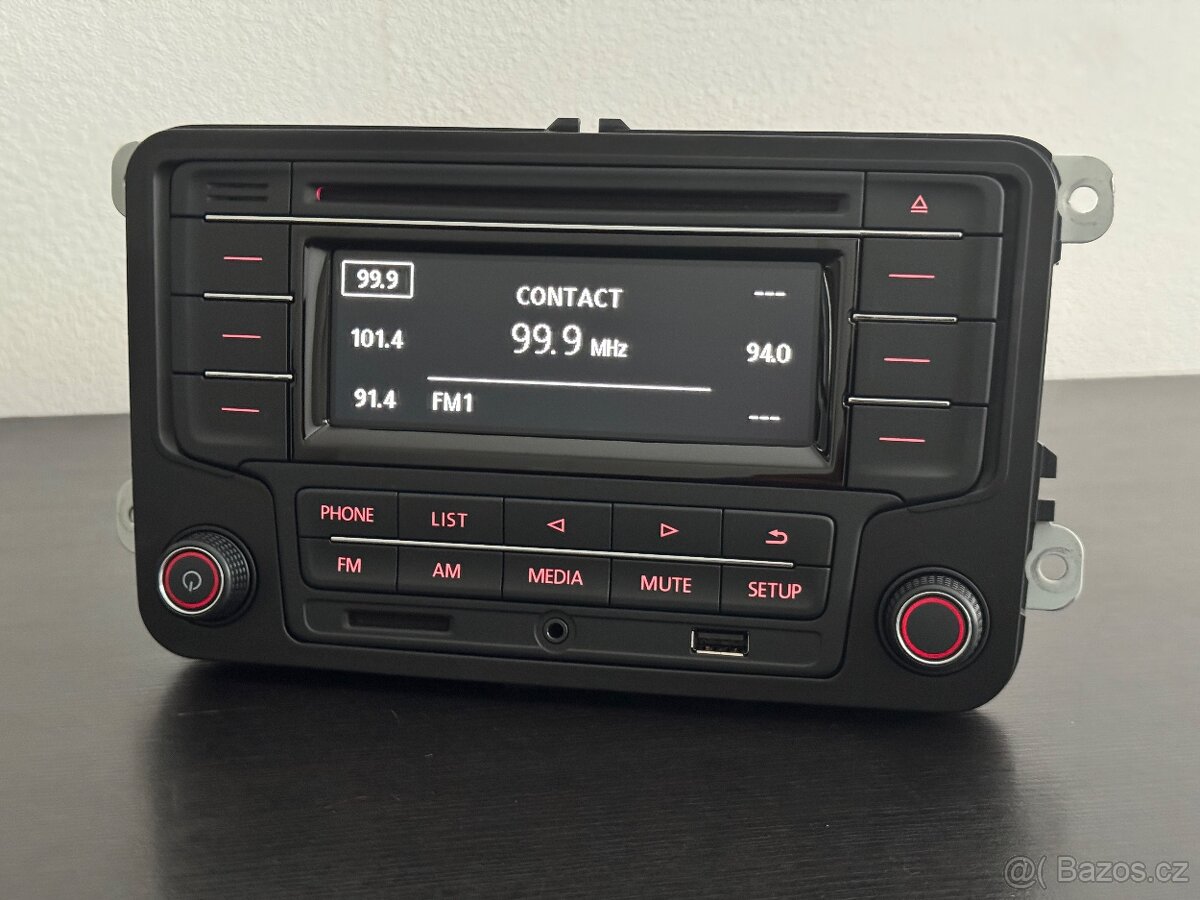 99.9
CONTACT
---
101.4
99.9 MHz
94.0
91.4
FM1
---
PHONE
LIST
FM
AM
MEDIA
MUTE
SETUP
@( Bazos.cz